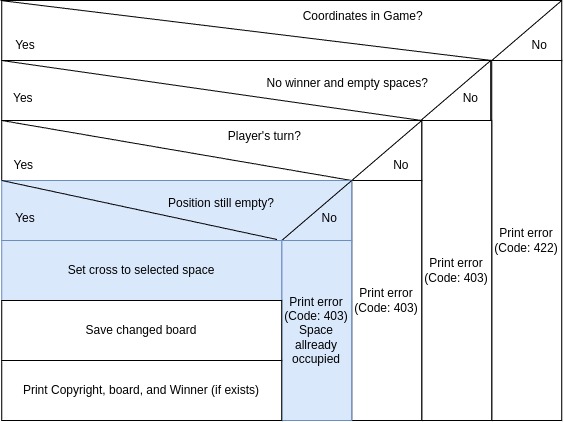 Coordinates in Game?
Yes
No
No winner and empty spaces?
Yes
No
Player's turn?
Yes
No
Position still empty?
Yes
No
Set cross to selected space
Save changed board
Print Copyright, board, and Winner (if exists)
Print error
(Code: 403)
Space
allready
occupied
Print error
(Code: 403)
Print error
(Code: 403)
Print error
(Code: 422)